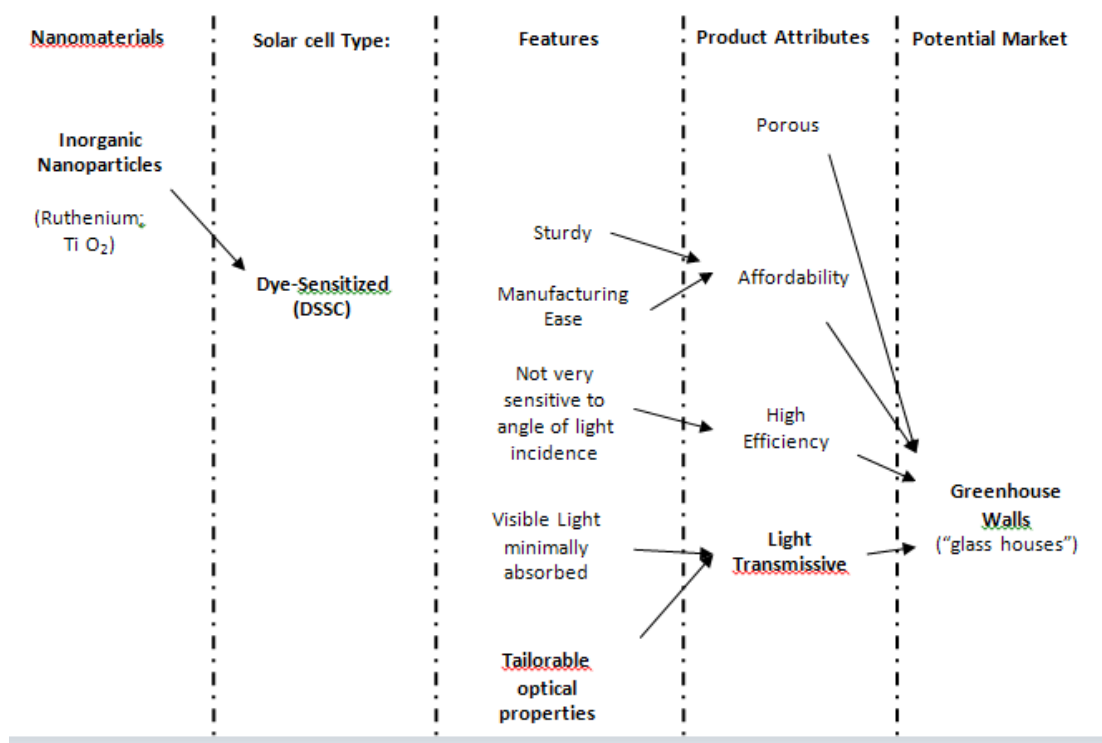 Nanomaterials
Solar cell Type:
Features
Product Attributes
Potential Market
Inorganic
Nanoparticles
(Ruthenium;
Ti O₂)
Dye-Sensitized
(DSSC)
Sturdy
Manufacturing
Ease
Not very
sensitive to
angle of light
incidence
Visible Light
minimally
absorbed
Tailorable
optical
properties
Porous
Affordability
High
Efficiency
Light
Transmissive
Greenhouse
Walls
(“glass houses”)